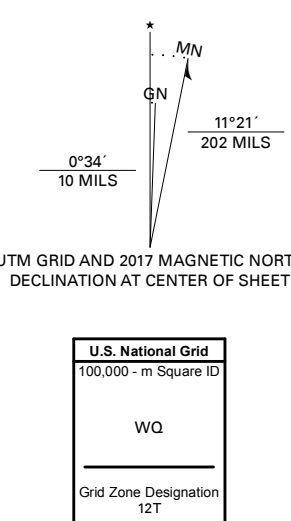 ★
MN
GN
11°21´
202 MILS
0°34´
10 MILS
UTM GRID AND 2017 MAGNETIC NORT
DECLINATION AT CENTER OF SHEET
U.S. National Grid
100,000 - m Square ID
WQ
Grid Zone Designation
12T